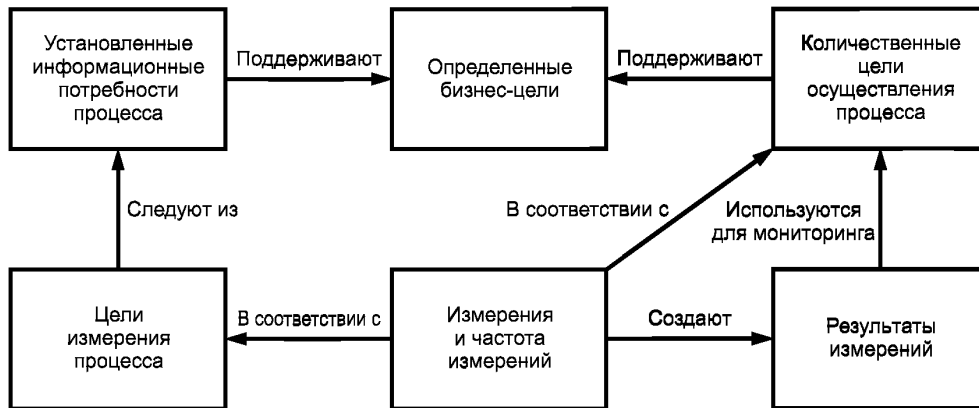 Установленные
информационные
потребности
процесса
Поддерживают
Определенные
бизнес-цели
Поддерживают
Количественные
цели
осуществления
процесса
Следуют из
В соответствии с
Используются
для мониторинга
Цели
измерения
процесса
В соответствии с
Измерения
и частота
измерений
Создают
Результаты
измерений